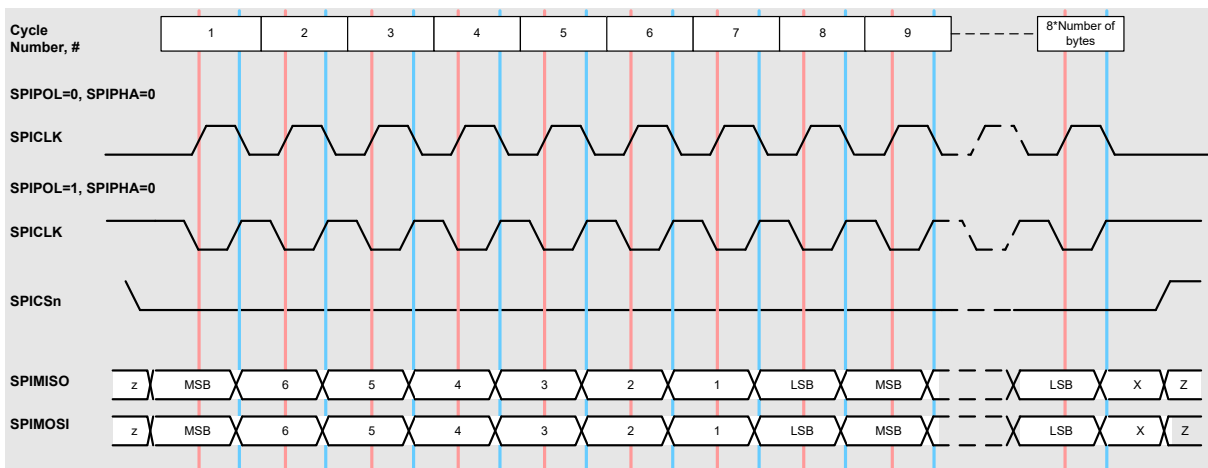 Cycle
Number, #
1 2 3 4 5 6 7 8 9 8*Number of
bytes
SPIPOL=0, SPIPHA=0
SPICLK
SPIPOL=1, SPIPHA=0
SPICLK
SPICSn
SPIMISO z MSB 6 5 4 3 2 1 LSB MSB LSB X Z
SPIMOSI z MSB 6 5 4 3 2 1 LSB MSB LSB X Z